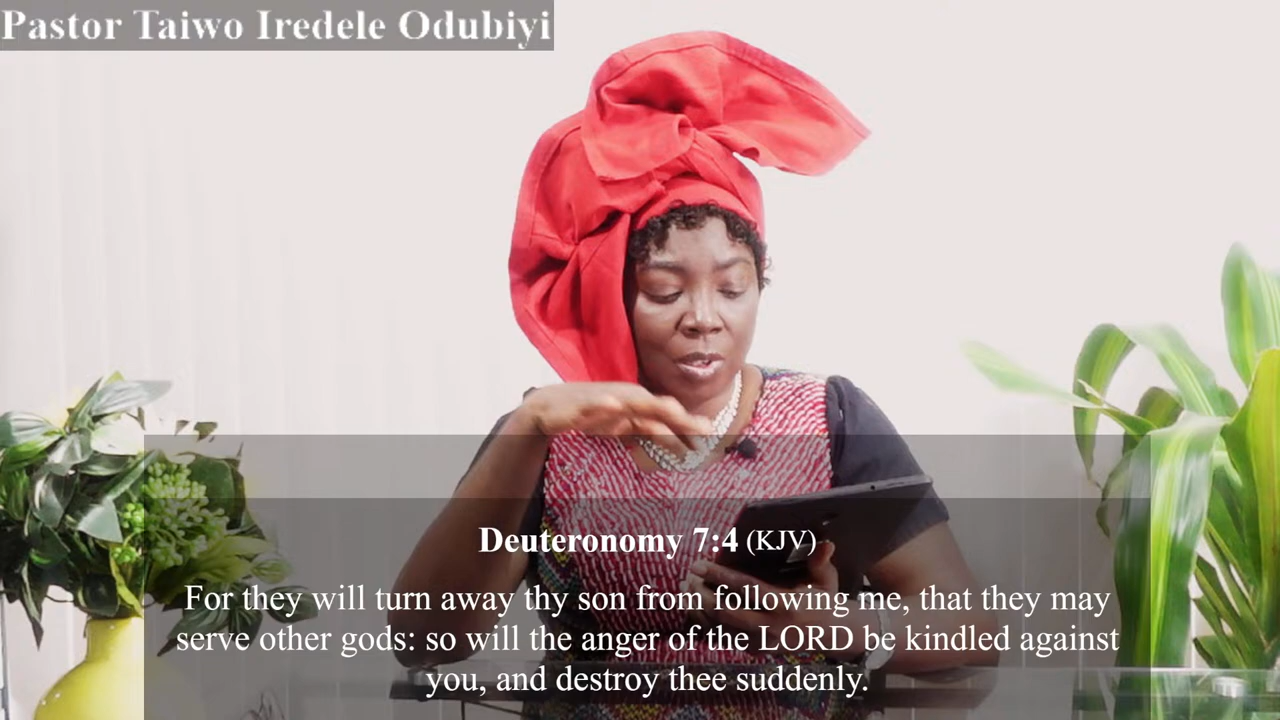 Pastor Taiwo Iredele Odubiyi
Deuteronomy 7:4 (KJV)
For they will turn away thy son from following me, that they may
serve other gods: so will the anger of the LORD be kindled against
you, and destroy thee suddenly.